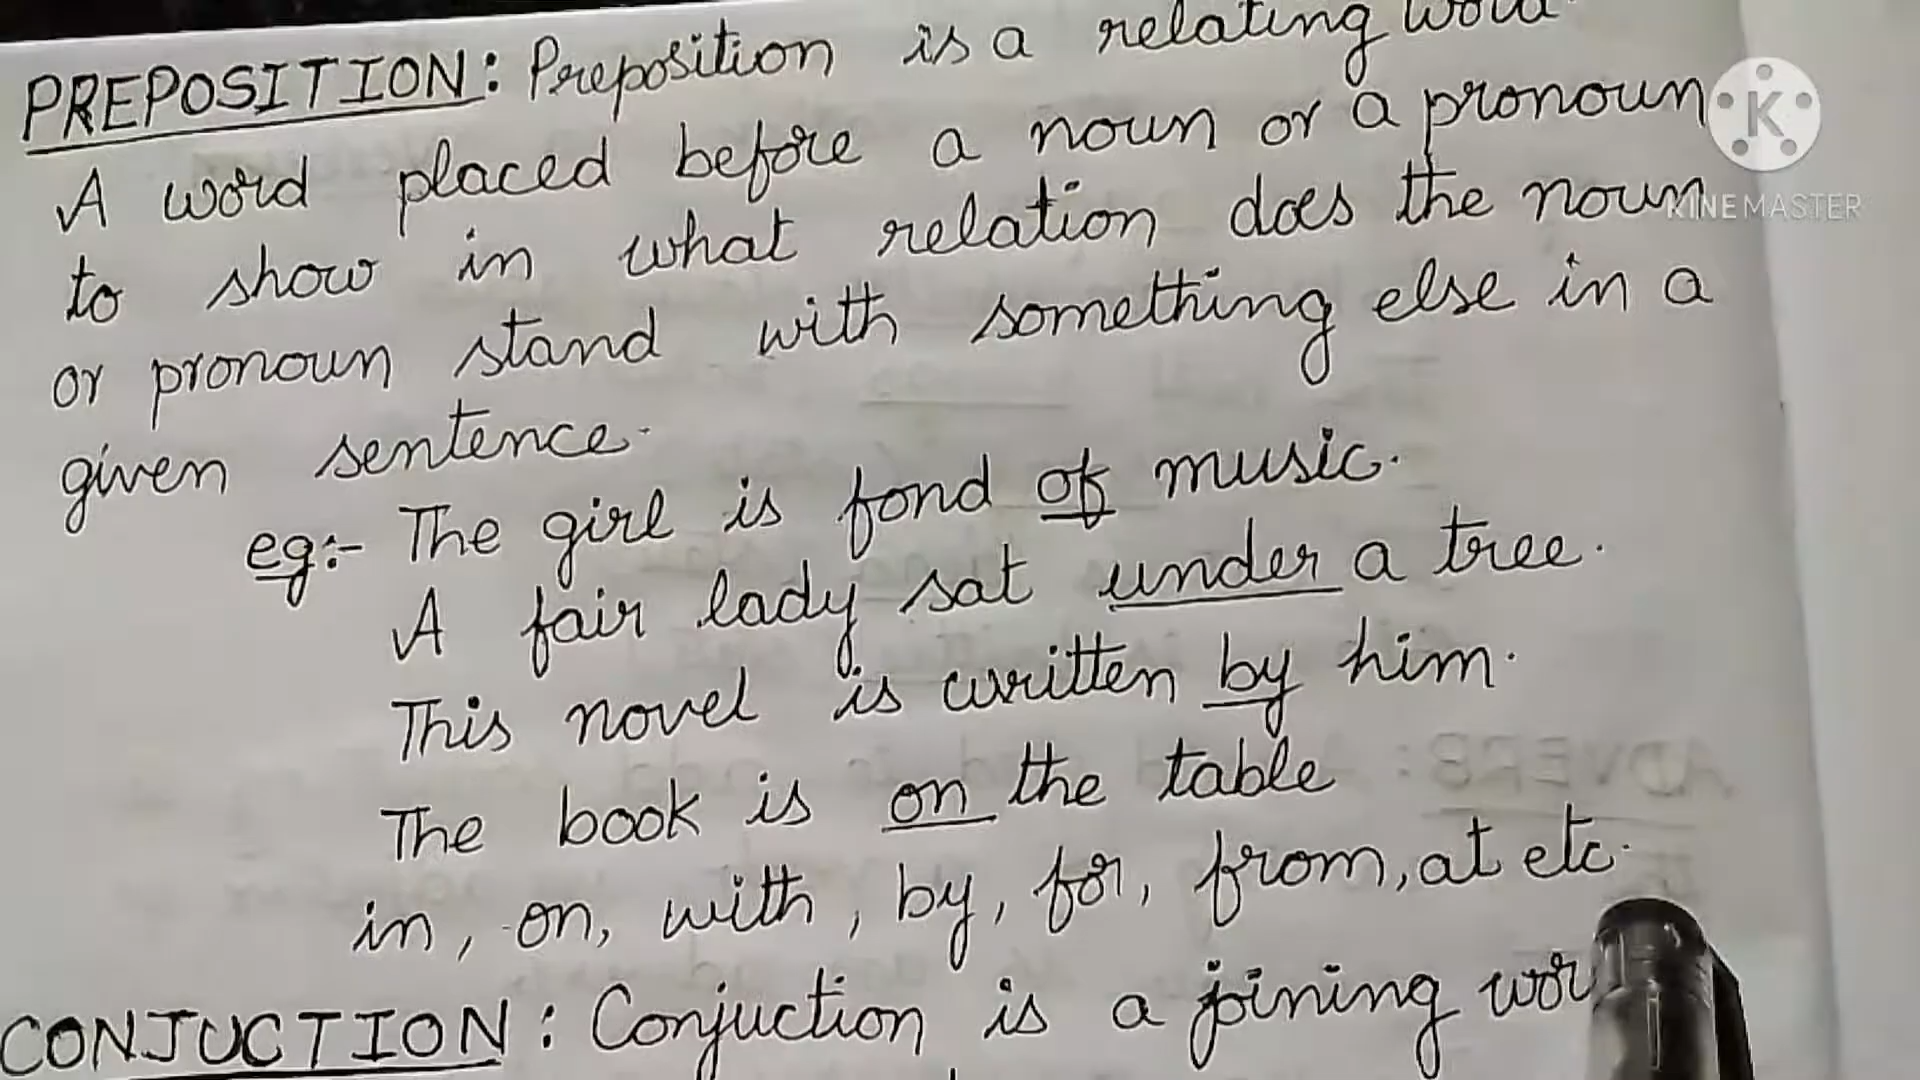 PREPOSITION: Preposition is a relating word.
A word placed before a noun or a pronoun
to show in what relation does the noun
or pronoun stand with something else in a
given sentence.
eg:- The girl is fond of music.
A fair lady sat under a tree.
This novel is written by him.
The book is on the table
in, on, with, by, for, from, at etc.
CONJUCTION: Conjuction is a joining wor
K
KINEMASTER
ADVERB: